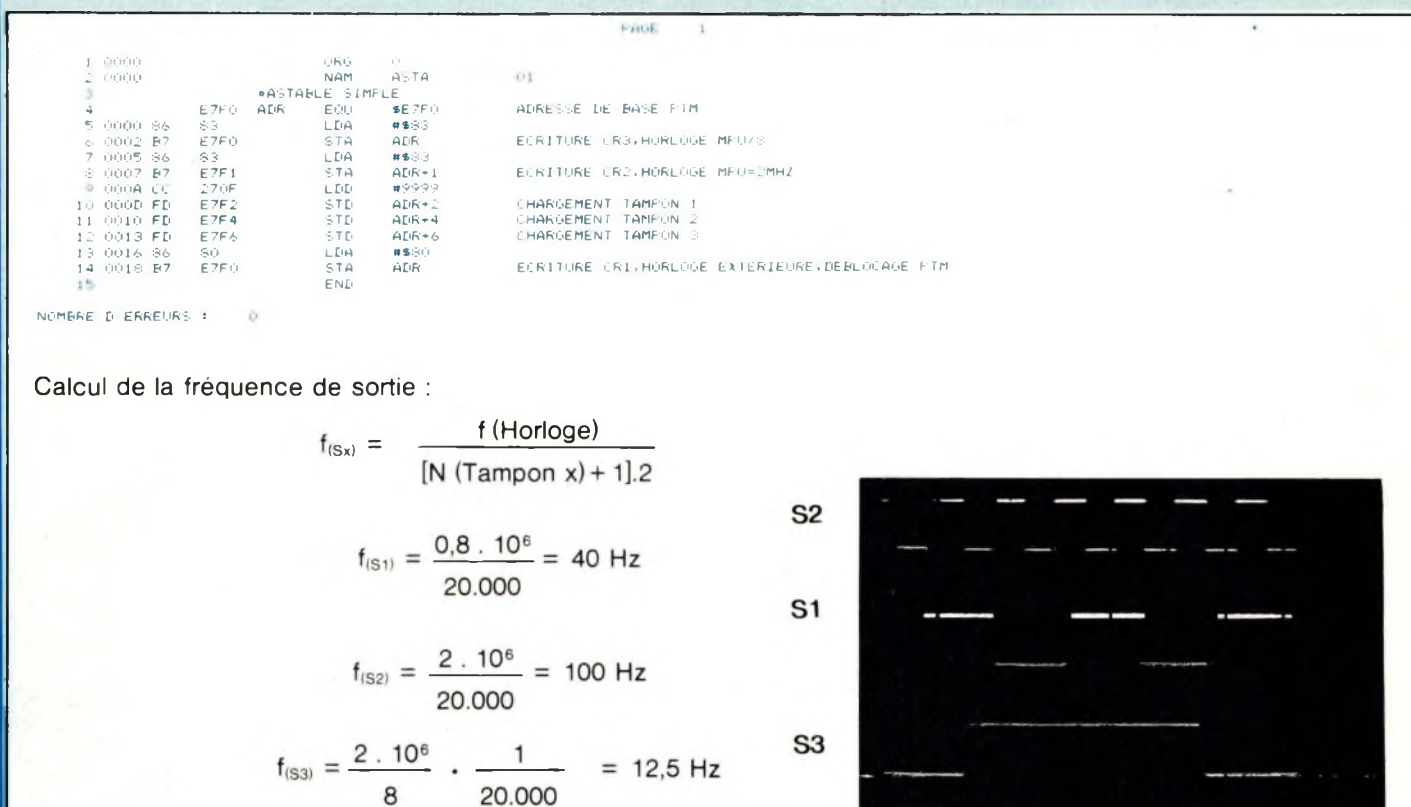 PAGE 1
1 0000 ORG 0
2 0000 NAM ASTA 01
3 *ASTABLE SIMPLE
4 E7F0 ADR EQU $E7F0 ADRESSE DE BASE PTM
5 0000 86 83 LDA #$83
6 0002 B7 E7F0 STA ADR ECRITURE CR3,HORLOGE MPU/8
7 0005 86 83 LDA #$83
8 0007 B7 E7F1 STA ADR+1 ECRITURE CR2,HORLOGE MPU=2MHZ
9 000A CC 270F LDD #9999
10 000D FD E7F2 STD ADR+2 CHARGEMENT TAMPON 1
11 0010 FD E7F4 STD ADR+4 CHARGEMENT TAMPON 2
12 0013 FD E7F6 STD ADR+6 CHARGEMENT TAMPON 3
13 0016 86 80 LDA #$80
14 0018 B7 E7F0 STA ADR ECRITURE CR1,HORLOGE EXTERIEURE,DEBLOCAGE PTM
15 END
NOMBRE D ERREURS : 0
Calcul de la fréquence de sortie :
f(Sx) = f (Horloge) / [N (Tampon x) + 1].2
f(S1) = 0,8 . 10⁶ / 20.000 = 40 Hz
f(S2) = 2 . 10⁶ / 20.000 = 100 Hz
f(S3) = 2 . 10⁶ / 8 . 1 / 20.000 = 12,5 Hz
S2
S1
S3